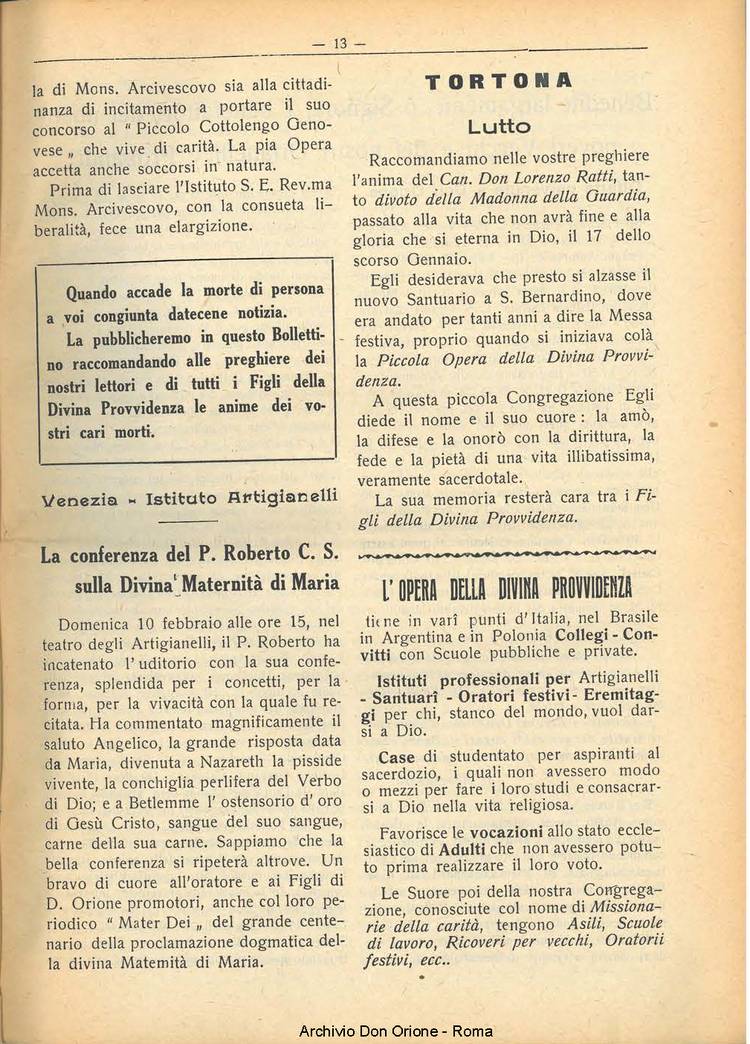 — 13 —
la di Mons. Arcivescovo sia alla cittadi-
nanza di incitamento a portare il suo
concorso al " Piccolo Cottolengo Geno-
vese „ che vive di carità. La pia Opera
accetta anche soccorsi in natura.
Prima di lasciare l'Istituto S. E. Rev.ma
Mons. Arcivescovo, con la consueta li-
beralità, fece una elargizione.
Quando accade la morte di persona
a voi congiunta datecene notizia.
La pubblicheremo in questo Bolletti-
no raccomandando alle preghiere dei
nostri lettori e di tutti i Figli della
Divina Provvidenza le anime dei vo-
stri cari morti.
Venezia - Istituto Artigianelli
La conferenza del P. Roberto C. S.
sulla Divina Maternità di Maria
Domenica 10 febbraio alle ore 15, nel
teatro degli Artigianelli, il P. Roberto ha
incatenato l' uditorio con la sua confe-
renza, splendida per i concetti, per la
forma, per la vivacità con la quale fu re-
citata. Ha commentato magnificamente il
saluto Angelico, la grande risposta data
da Maria, divenuta a Nazareth la pisside
vivente, la conchiglia perlifera del Verbo
di Dio; e a Betlemme l' ostensorio d' oro
di Gesù Cristo, sangue del suo sangue,
carne della sua carne. Sappiamo che la
bella conferenza si ripeterà altrove. Un
bravo di cuore all'oratore e ai Figli di
D. Orione promotori, anche col loro pe-
riodico " Mater Dei „ del grande cente-
nario della proclamazione dogmatica del-
la divina Matemità di Maria.
TORTONA
Lutto
Raccomandiamo nelle vostre preghiere
l'anima del Can. Don Lorenzo Ratti, tan-
to divoto della Madonna della Guardia,
passato alla vita che non avrà fine e alla
gloria che si eterna in Dio, il 17 dello
scorso Gennaio.
Egli desiderava che presto si alzasse il
nuovo Santuario a S. Bernardino, dove
era andato per tanti anni a dire la Messa
festiva, proprio quando si iniziava colà
la Piccola Opera della Divina Provvi-
denza.
A questa piccola Congregazione Egli
diede il nome e il suo cuore : la amò,
la difese e la onorò con la dirittura, la
fede e la pietà di una vita illibatissima,
veramente sacerdotale.
La sua memoria resterà cara tra i Fi-
gli della Divina Provvidenza.
L' OPERA DELLA DIVINA PROVVIDENZA
tiene in varî punti d' Italia, nel Brasile
in Argentina e in Polonia Collegi - Con-
vitti con Scuole pubbliche e private.
Istituti professionali per Artigianelli
- Santuarî - Oratori festivi - Eremitag-
gi per chi, stanco del mondo, vuol dar-
si a Dio.
Case di studentato per aspiranti al
sacerdozio, i quali non avessero modo
o mezzi per fare i loro studi e consacrar-
si a Dio nella vita religiosa.
Favorisce le vocazioni allo stato eccle-
siastico di Adulti che non avessero potu-
to prima realizzare il loro voto.
Le Suore poi della nostra Congrega-
zione, conosciute col nome di Missiona-
rie della carità, tengono Asili, Scuole
di lavoro, Ricoveri per vecchi, Oratorii
festivi, ecc..
Archivio Don Orione - Roma